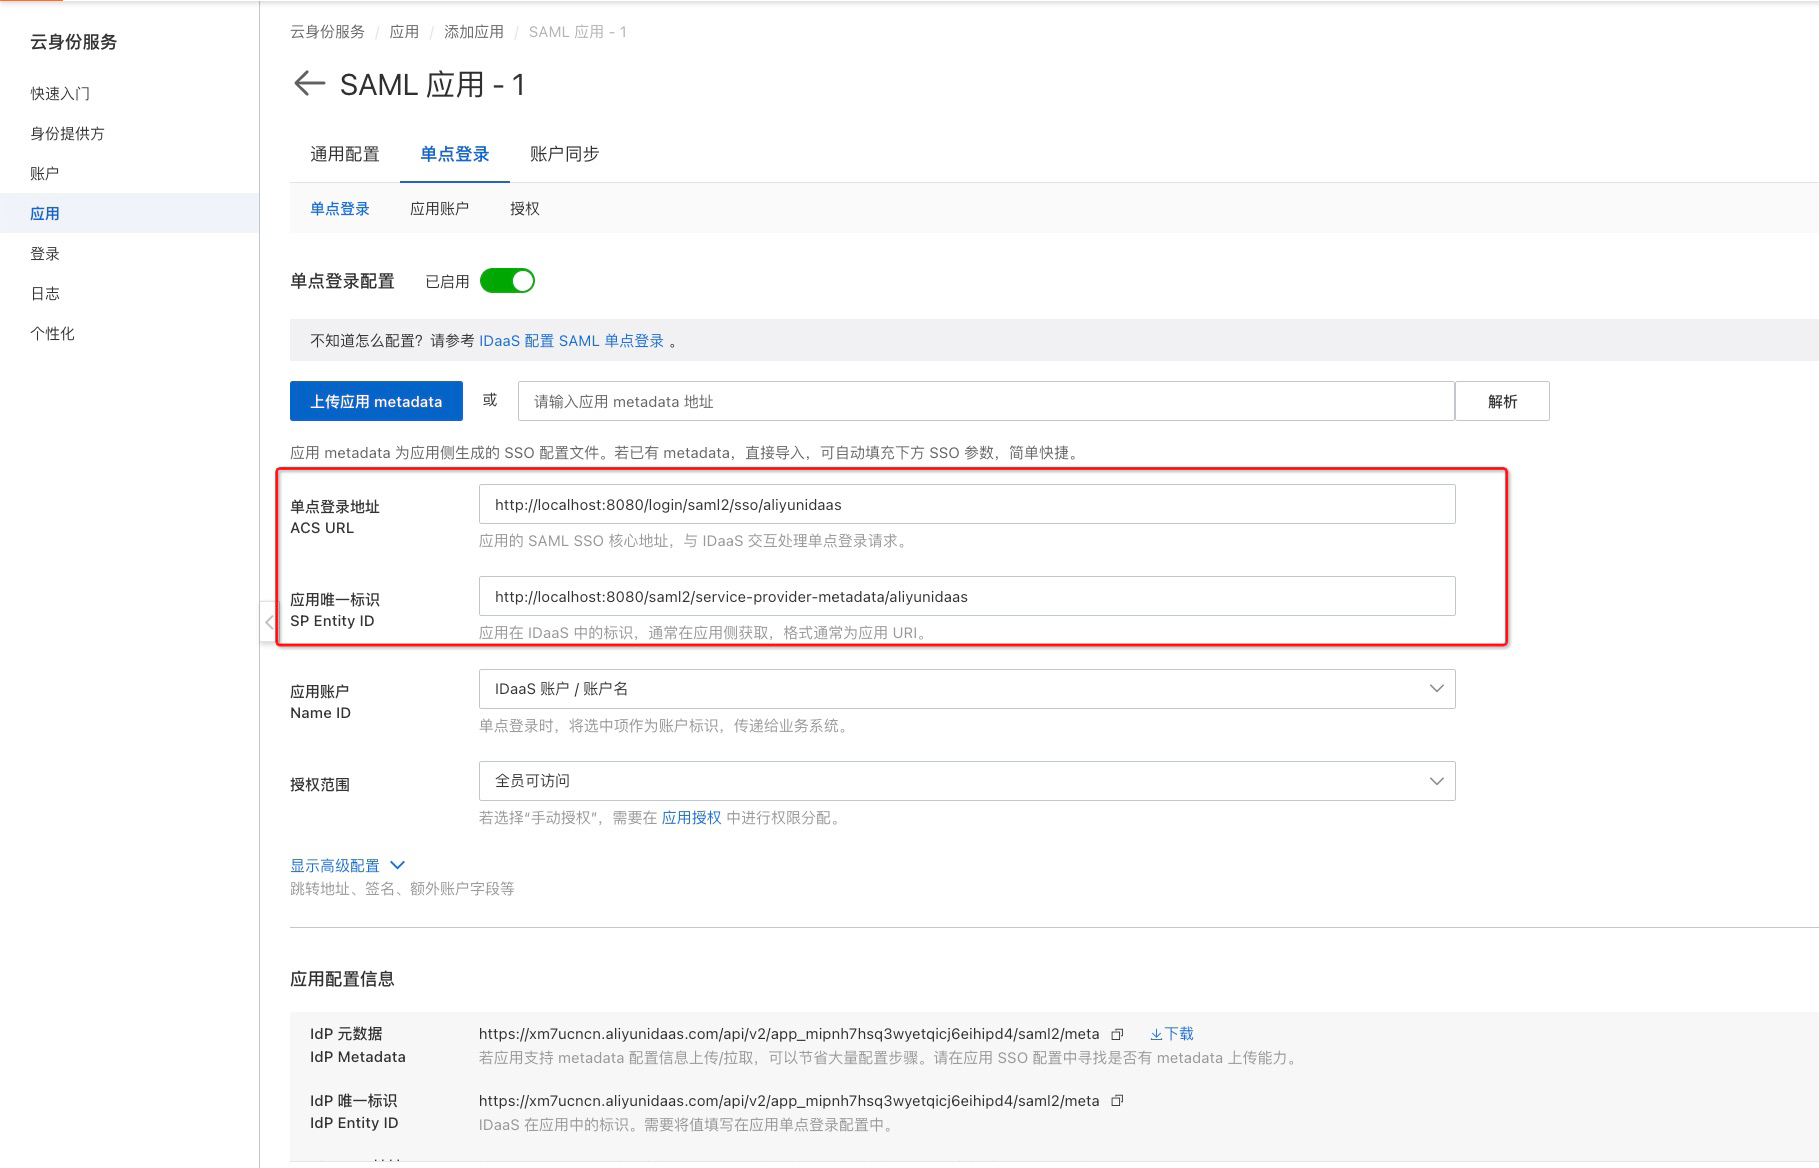 云身份服务
快速入门
身份提供方
账户
应用
登录
日志
个性化
云身份服务 / 应用 / 添加应用 / SAML 应用 - 1
SAML 应用 - 1
通用配置 单点登录 账户同步
单点登录 应用账户 授权
单点登录配置 已启用
不知道怎么配置？请参考 IDaaS 配置 SAML 单点登录 。
上传应用 metadata 或 请输入应用 metadata 地址 解析
应用 metadata 为应用侧生成的 SSO 配置文件。若已有 metadata，直接导入，可自动填充下方 SSO 参数，简单快捷。
单点登录地址
ACS URL
http://localhost:8080/login/saml2/sso/aliyunidaas
应用的 SAML SSO 核心地址，与 IDaaS 交互处理单点登录请求。
应用唯一标识
SP Entity ID
http://localhost:8080/saml2/service-provider-metadata/aliyunidaas
应用在 IDaaS 中的标识，通常在应用侧获取，格式通常为应用 URI。
应用账户
Name ID
IDaaS 账户 / 账户名
单点登录时，将选中项作为账户标识，传递给业务系统。
授权范围
全员可访问
若选择“手动授权”，需要在 应用授权 中进行权限分配。
显示高级配置
跳转地址、签名、额外账户字段等
应用配置信息
IdP 元数据
IdP Metadata
https://xm7ucncn.aliyunidaas.com/api/v2/app_mipnh7hsq3wyetqicj6eihipd4/saml2/meta 下载
若应用支持 metadata 配置信息上传/拉取，可以节省大量配置步骤。请在应用 SSO 配置中寻找是否有 metadata 上传能力。
IdP 唯一标识
IdP Entity ID
https://xm7ucncn.aliyunidaas.com/api/v2/app_mipnh7hsq3wyetqicj6eihipd4/saml2/meta
IDaaS 在应用中的标识。需要将值填写在应用单点登录配置中。